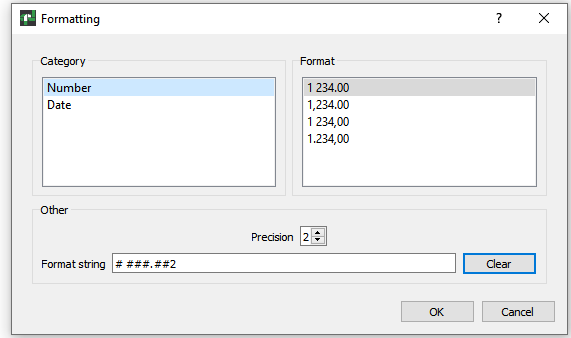 Formatting
?
Category
Format
Number
Date
1 234.00
1,234.00
1 234,00
1.234,00
Other
Precision 2
Format string # ###.##2 Clear
OK Cancel